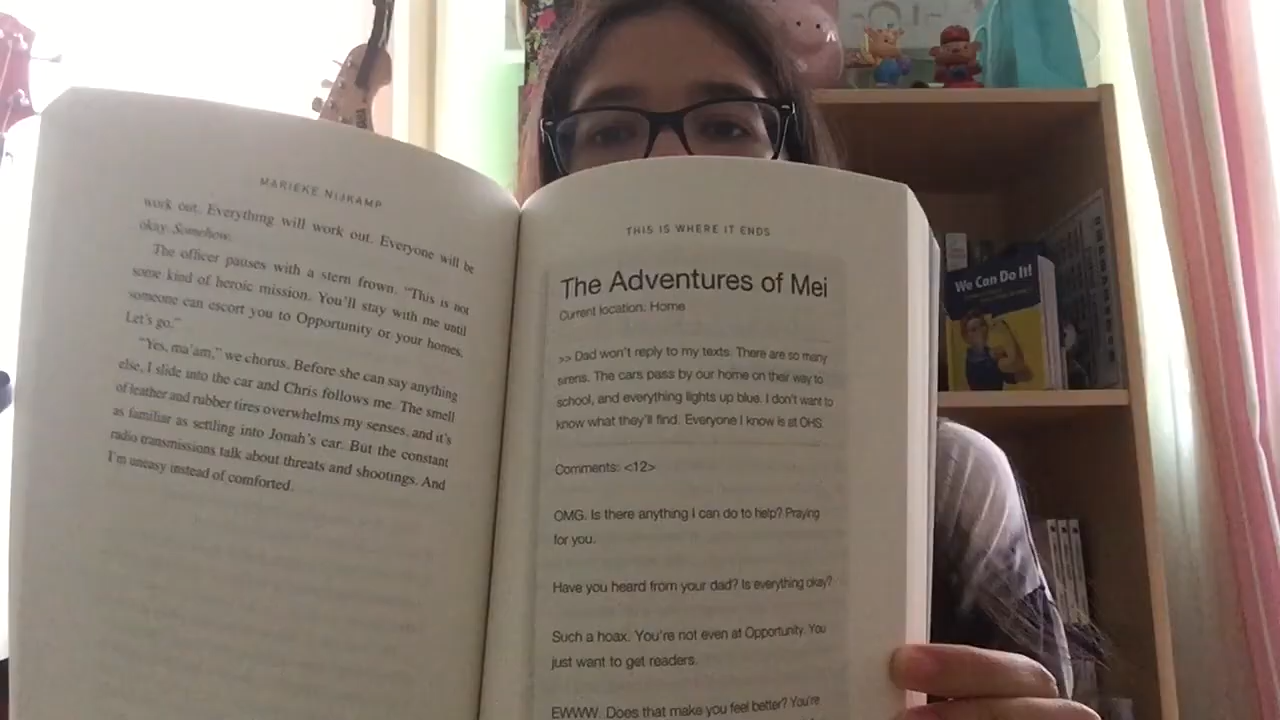 MARIEKE NIJKAMP
work out. Everything will work out. Everyone will be
okay. Somehow.
The officer pauses with a stern frown. “This is not
some kind of heroic mission. You’ll stay with me until
someone can escort you to Opportunity or your homes.
Let’s go.”
“Yes, ma’am,” we chorus. Before she can say anything
else, I slide into the car and Chris follows me. The smell
of leather and rubber tires overwhelms my senses, and it’s
as familiar as settling into Jonah’s car. But the constant
radio transmissions talk about threats and shootings. And
I’m uneasy instead of comforted.
THIS IS WHERE IT ENDS
The Adventures of Mei
Current location: Home
>> Dad won’t reply to my texts. There are so many
sirens. The cars pass by our home on their way to
school, and everything lights up blue. I don’t want to
know what they’ll find. Everyone I know is at OHS.
Comments: <12>
OMG. Is there anything I can do to help? Praying
for you.
Have you heard from your dad? Is everything okay?
Such a hoax. You’re not even at Opportunity. You
just want to get readers.
EWWW. Does that make you feel better? You’re
We Can Do It!